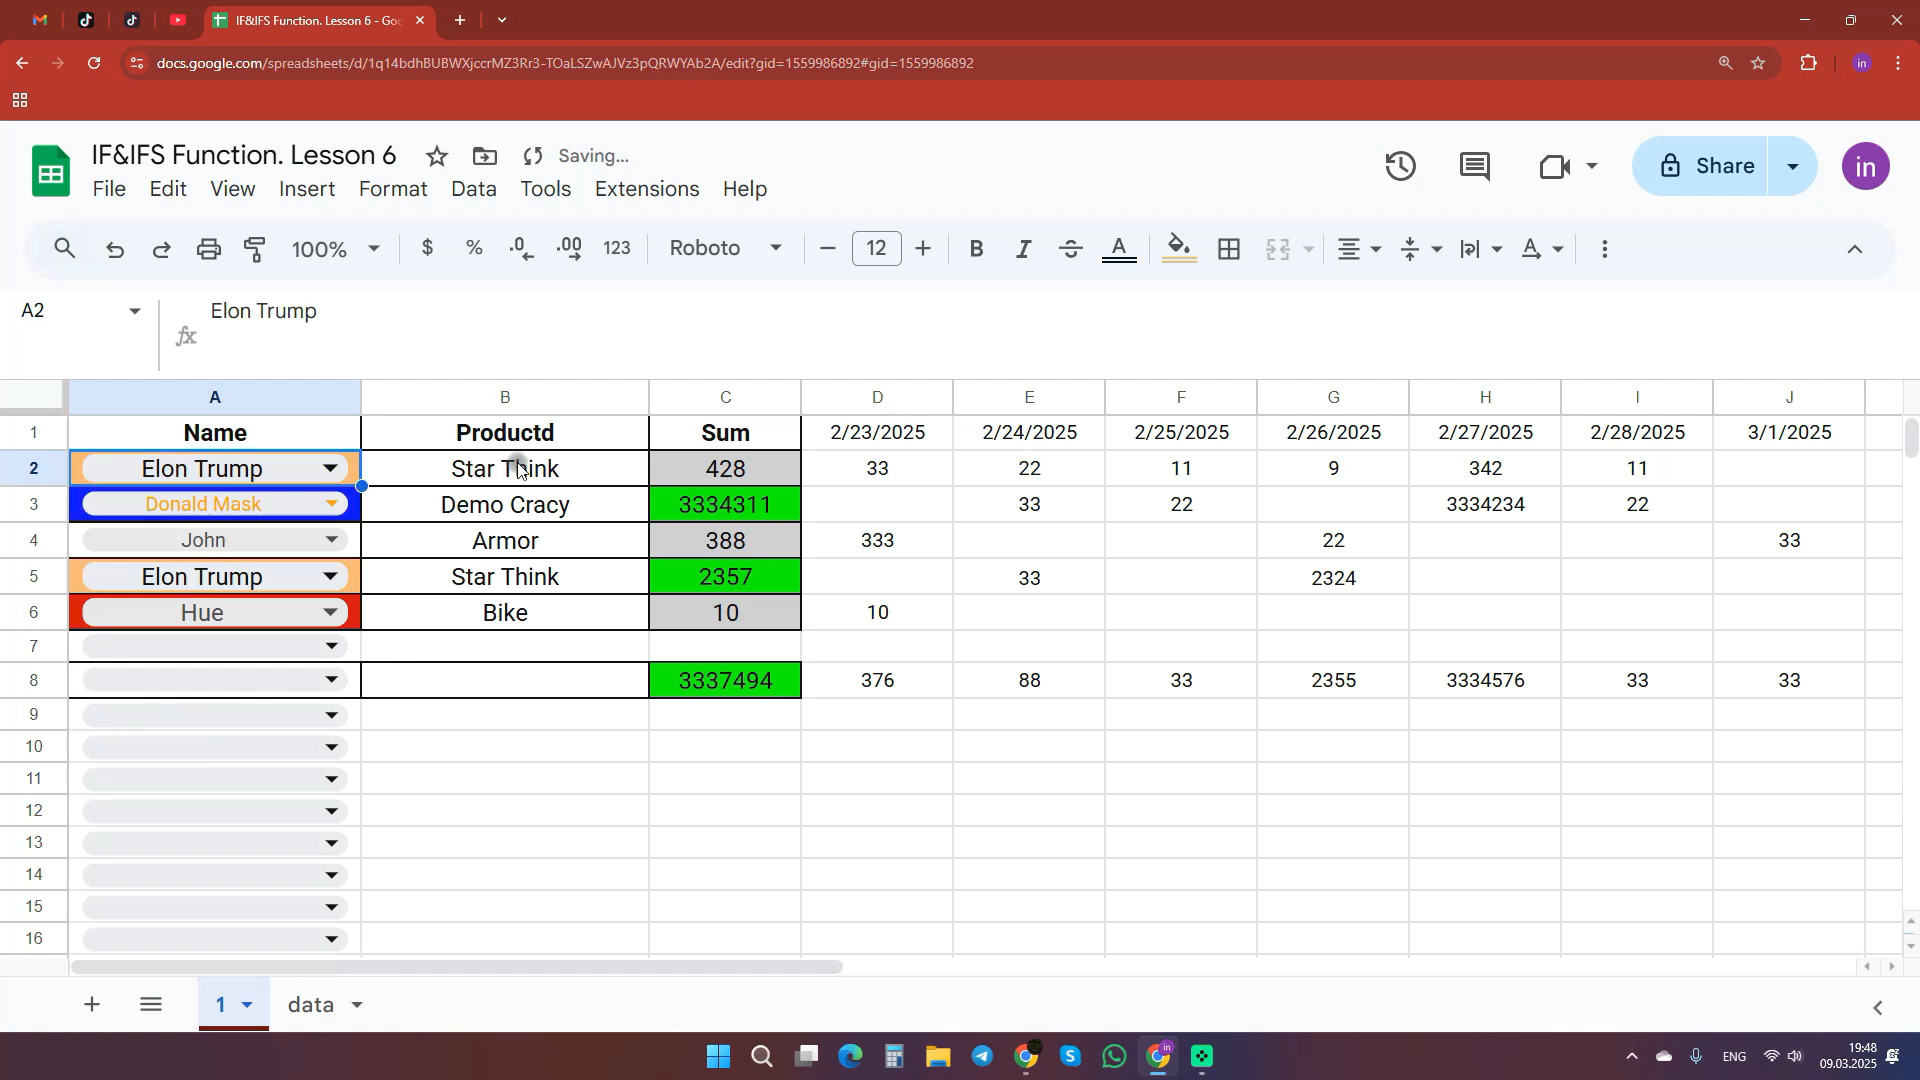 IF&IFS Function. Lesson 6 - Goo
docs.google.com/spreadsheets/d/1q14bdhBUBWXjccrMZ3Rr3-TOaLSZwAJVz3pQRWYAb2A/edit?gid=1559986892#gid=1559986892
in
IF&IFS Function. Lesson 6
Saving...
File Edit View Insert Format Data Tools Extensions Help
Share
in
100% $ % .0 .00 123 Roboto 12 B I S A A
A2
Elon Trump
fx
A B C D E F G H I J
1 Name Productd Sum 2/23/2025 2/24/2025 2/25/2025 2/26/2025 2/27/2025 2/28/2025 3/1/2025
2 Elon Trump Star Think 428 33 22 11 9 342 11
3 Donald Mask Demo Cracy 3334311 33 22 3334234 22
4 John Armor 388 333 22 33
5 Elon Trump Star Think 2357 33 2324
6 Hue Bike 10 10
7
8 3337494 376 88 33 2355 3334576 33 33
9
10
11
12
13
14
15
16
1 data
ENG
19:48
09.03.2025